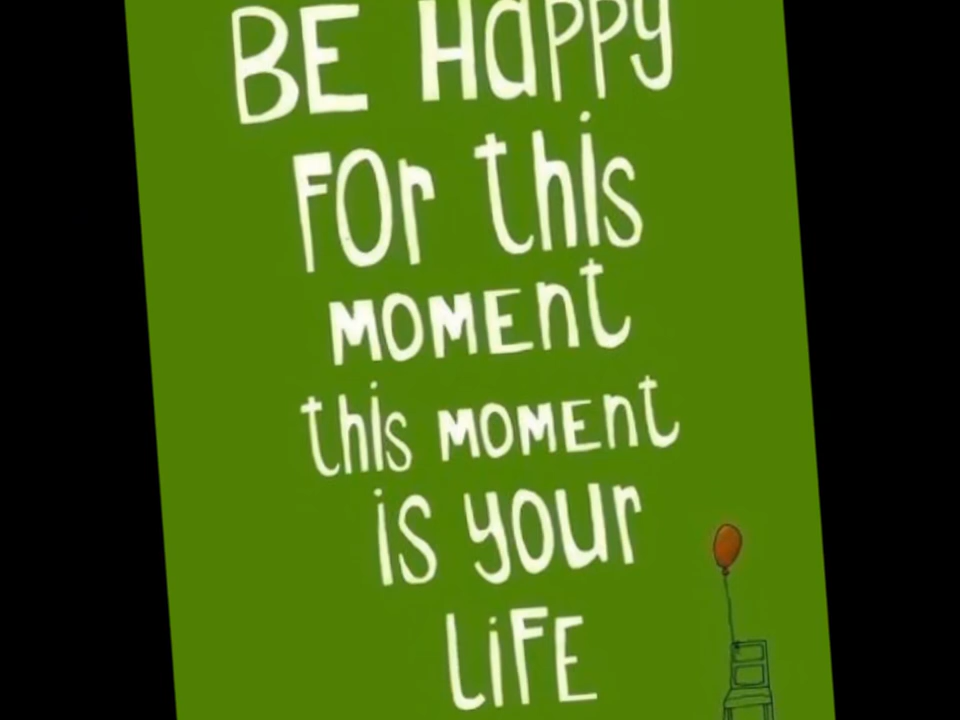 BE Happy
For this
MOMEnt
this MOMEnt
is your
LiFE